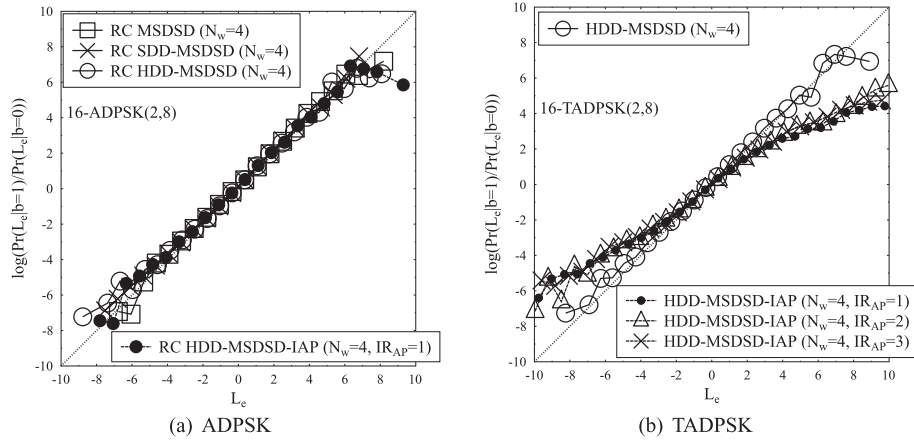 RC MSDSD (N_w=4)
RC SDD-MSDSD (N_w=4)
RC HDD-MSDSD (N_w=4)
16-ADPSK(2,8)
RC HDD-MSDSD-IAP (N_w=4, IR_AP=1)
log(Pr(L_e|b=1)/Pr(L_e|b=0))
10
8
6
4
2
0
-2
-4
-6
-8
-10
-10 -8 -6 -4 -2 0 2 4 6 8 10
L_e
(a) ADPSK
HDD-MSDSD (N_w=4)
16-TADPSK(2,8)
HDD-MSDSD-IAP (N_w=4, IR_AP=1)
HDD-MSDSD-IAP (N_w=4, IR_AP=2)
HDD-MSDSD-IAP (N_w=4, IR_AP=3)
log(Pr(L_e|b=1)/Pr(L_e|b=0))
10
8
6
4
2
0
-2
-4
-6
-8
-10
-10 -8 -6 -4 -2 0 2 4 6 8 10
L_e
(b) TADPSK